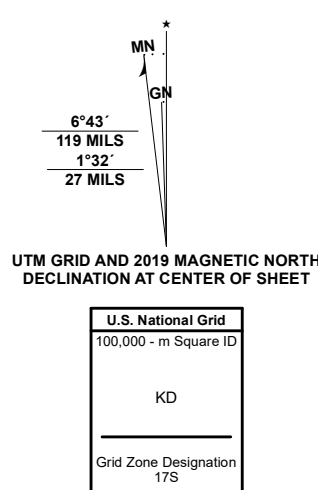 ★
MN
GN
6°43´
119 MILS
1°32´
27 MILS
UTM GRID AND 2019 MAGNETIC NORTH
DECLINATION AT CENTER OF SHEET
U.S. National Grid
100,000 - m Square ID
KD
Grid Zone Designation
17S